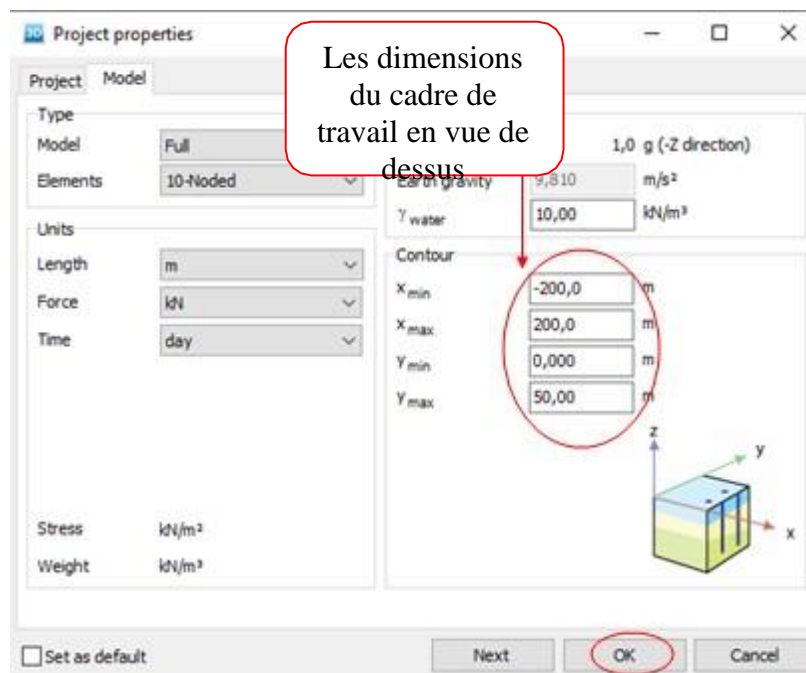 3D Project properties
Les dimensions
du cadre de
travail en vue de
dessus
Project Model
Type
Model Full
Elements 10-Noded
1,0 g (-Z direction)
Earth gravity 9,810 m/s²
γ water 10,00 kN/m³
Units
Length m
Force kN
Time day
Contour
x min -200,0 m
x max 200,0 m
y min 0,000 m
y max 50,00 m
z
y
x
Stress kN/m²
Weight kN/m³
Set as default Next OK Cancel